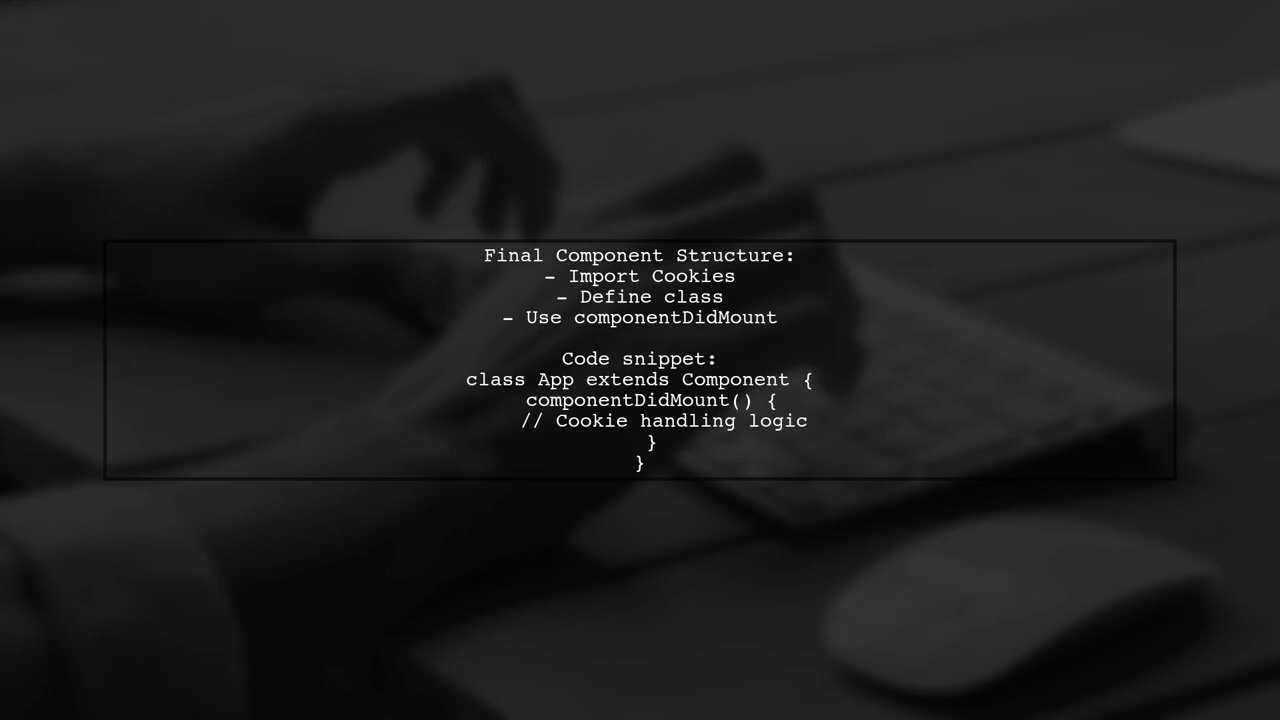 Final Component Structure:
- Import Cookies
- Define class
- Use componentDidMount
Code snippet:
class App extends Component {
componentDidMount() {
// Cookie handling logic
}
}